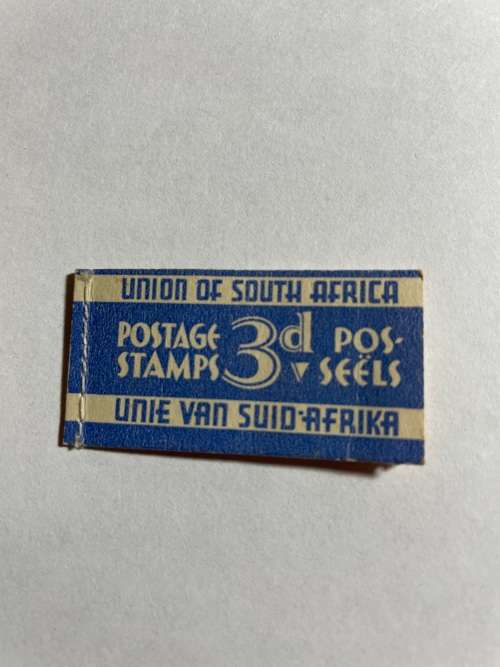 UNION OF SOUTH AFRICA
POSTAGE STAMPS
3d
POS-
SEËLS
UNIE VAN SUID-AFRIKA